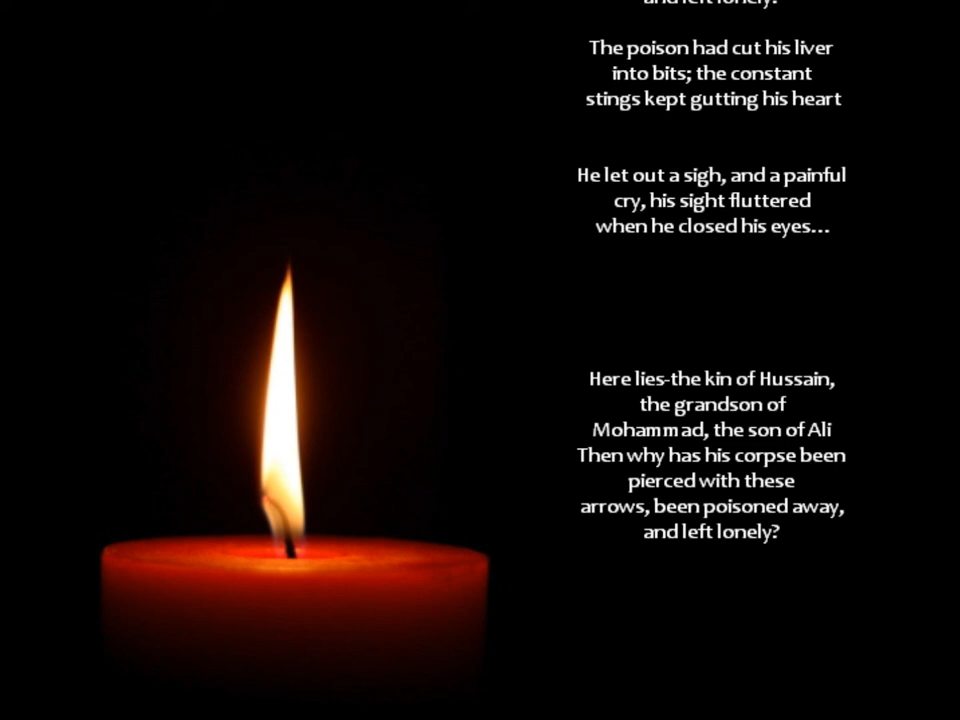 and left lonely?
The poison had cut his liver
into bits; the constant
stings kept gutting his heart
He let out a sigh, and a painful
cry, his sight fluttered
when he closed his eyes...
Here lies-the kin of Hussain,
the grandson of
Mohammad, the son of Ali
Then why has his corpse been
pierced with these
arrows, been poisoned away,
and left lonely?